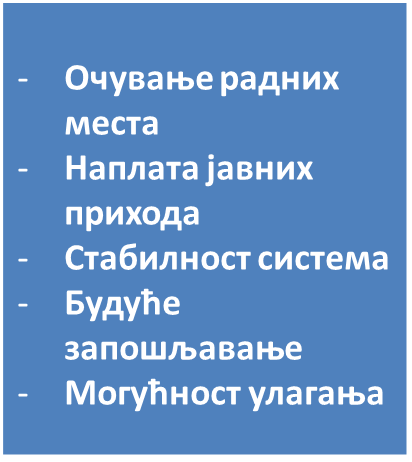 - Очување радних
места
- Наплата јавних
прихода
- Стабилност система
- Будуће
запошљавање
- Могућност улагања